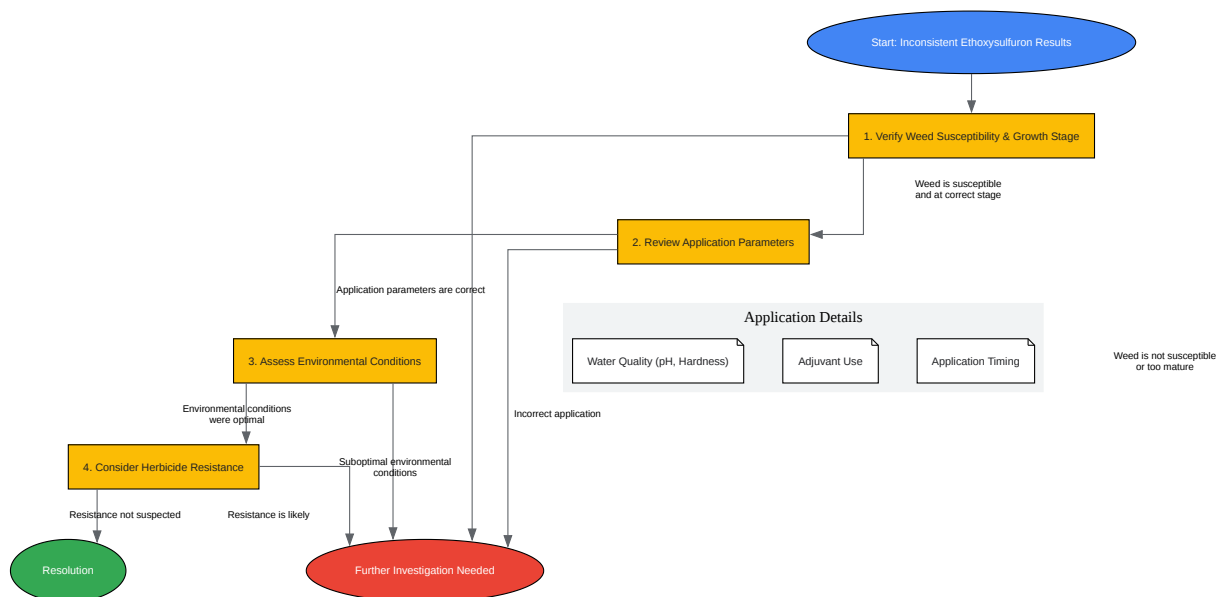 Start: Inconsistent Ethoxysulfuron Results
1. Verify Weed Susceptibility & Growth Stage
Weed is susceptible
and at correct stage
2. Review Application Parameters
Application parameters are correct
Application Details
Water Quality (pH, Hardness)
Adjuvant Use
Application Timing
Weed is not susceptible
or too mature
3. Assess Environmental Conditions
Environmental conditions
were optimal
Incorrect application
4. Consider Herbicide Resistance
Suboptimal environmental
conditions
Resistance not suspected
Resistance is likely
Resolution
Further Investigation Needed